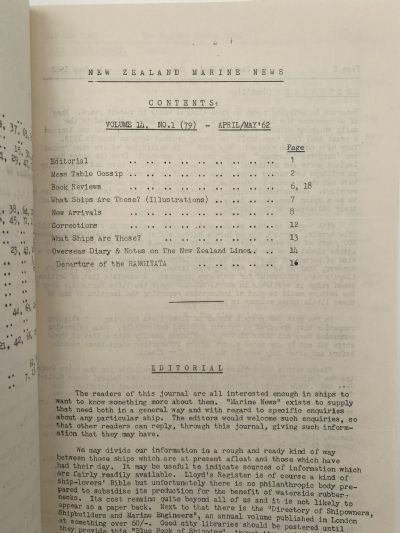 NEW ZEALAND MARINE NEWS
CONTENTS:
VOLUME 14. NO.1 (79) - APRIL/MAY'62
Page
Editorial .. .. .. .. .. .. .. .. .. 1
Mess Table Gossip .. .. .. .. .. .. .. .. 2
Book Reviews .. .. .. .. .. .. .. .. 6, 18
What Ships Are Those? (Illustrations) .. .. .. .. 7
New Arrivals .. .. .. .. .. .. .. .. 8
Corrections .. .. .. .. .. .. .. .. 12
What Ships Are Those? .. .. .. .. .. .. 13
Overseas Diary & Notes on The New Zealand Line.. .. 14
Departure of the RANGITATA .. .. .. .. 16
EDITORIAL
The readers of this journal are all interested enough in ships to
want to know something more about them. "Marine News" exists to supply
that need both in a general way and with regard to specific enquiries
about any particular ship. The editors would welcome such enquiries, so
that other readers can reply, through this journal, giving such inform-
ation that they may have.
We may divide our information in a rough and ready kind of way
between those ships which are at present afloat and those which have
had their day. It may be useful to indicate sources of information which
are fairly readily available. Lloyd's Register is of course a kind of
ship-lovers' Bible but unfortunately there is no philanthropic body pre-
pared to subsidise its production for the benefit of waterside rubber-
necks. Its cost remains quite beyond all of us and it is not likely to
appear as a paper back. Next to that there is the "Directory of Shipowners,
Shipbuilders and Marine Engineers", an annual volume published in London
at something over 60/-. Good city libraries should be pestered until
they provide this "Blue Book of Shipping"